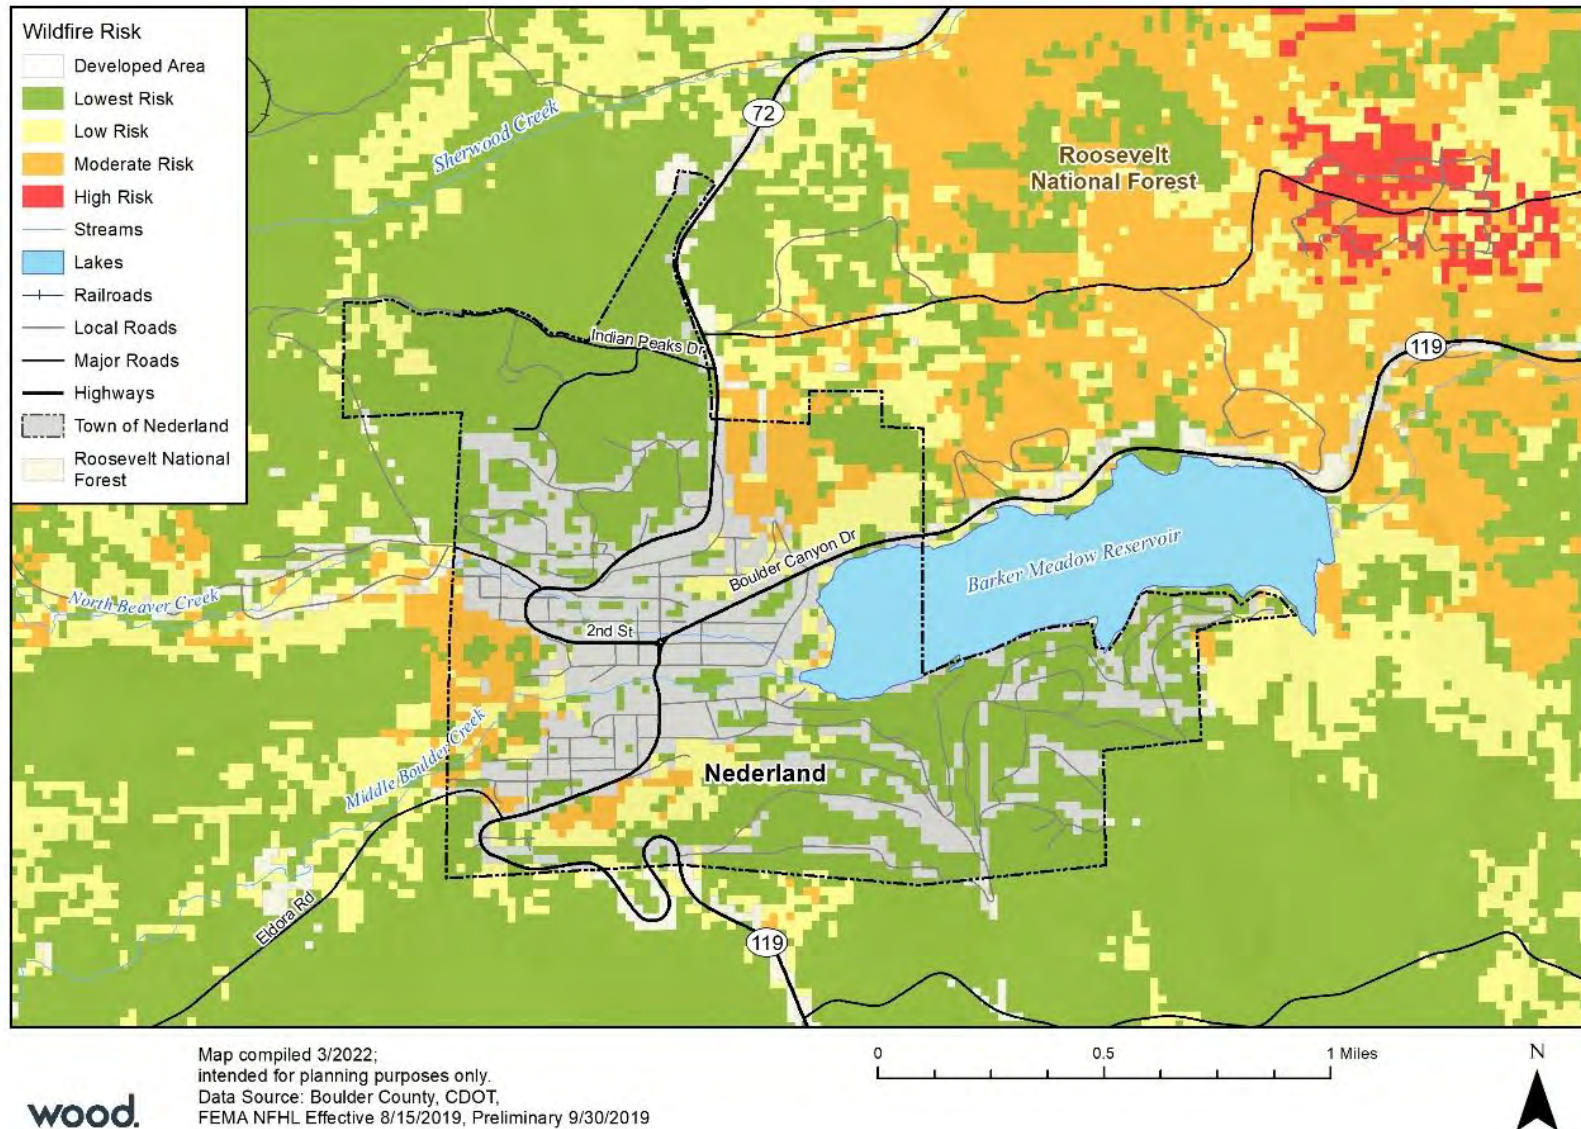 Wildfire Risk
Developed Area
Lowest Risk
Low Risk
Moderate Risk
High Risk
Streams
Lakes
Railroads
Local Roads
Major Roads
Highways
Town of Nederland
Roosevelt National
Forest
Sherwood Creek
72
Roosevelt
National Forest
Indian Peaks Dr
119
Boulder Canyon Dr
Barker Meadow Reservoir
North Beaver Creek
2nd St
Middle Boulder Creek
Nederland
Eldora Rd
119
Map compiled 3/2022;
intended for planning purposes only.
Data Source: Boulder County, CDOT,
FEMA NFHL Effective 8/15/2019, Preliminary 9/30/2019
wood.
0 0.5 1 Miles
N